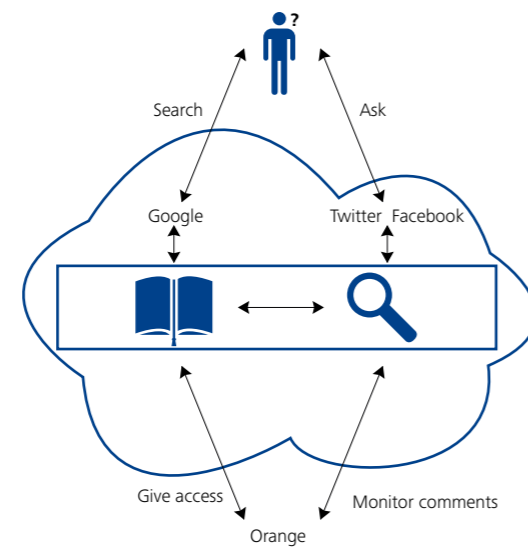 ?
Search
Ask
Google
Twitter Facebook
Give access
Monitor comments
Orange